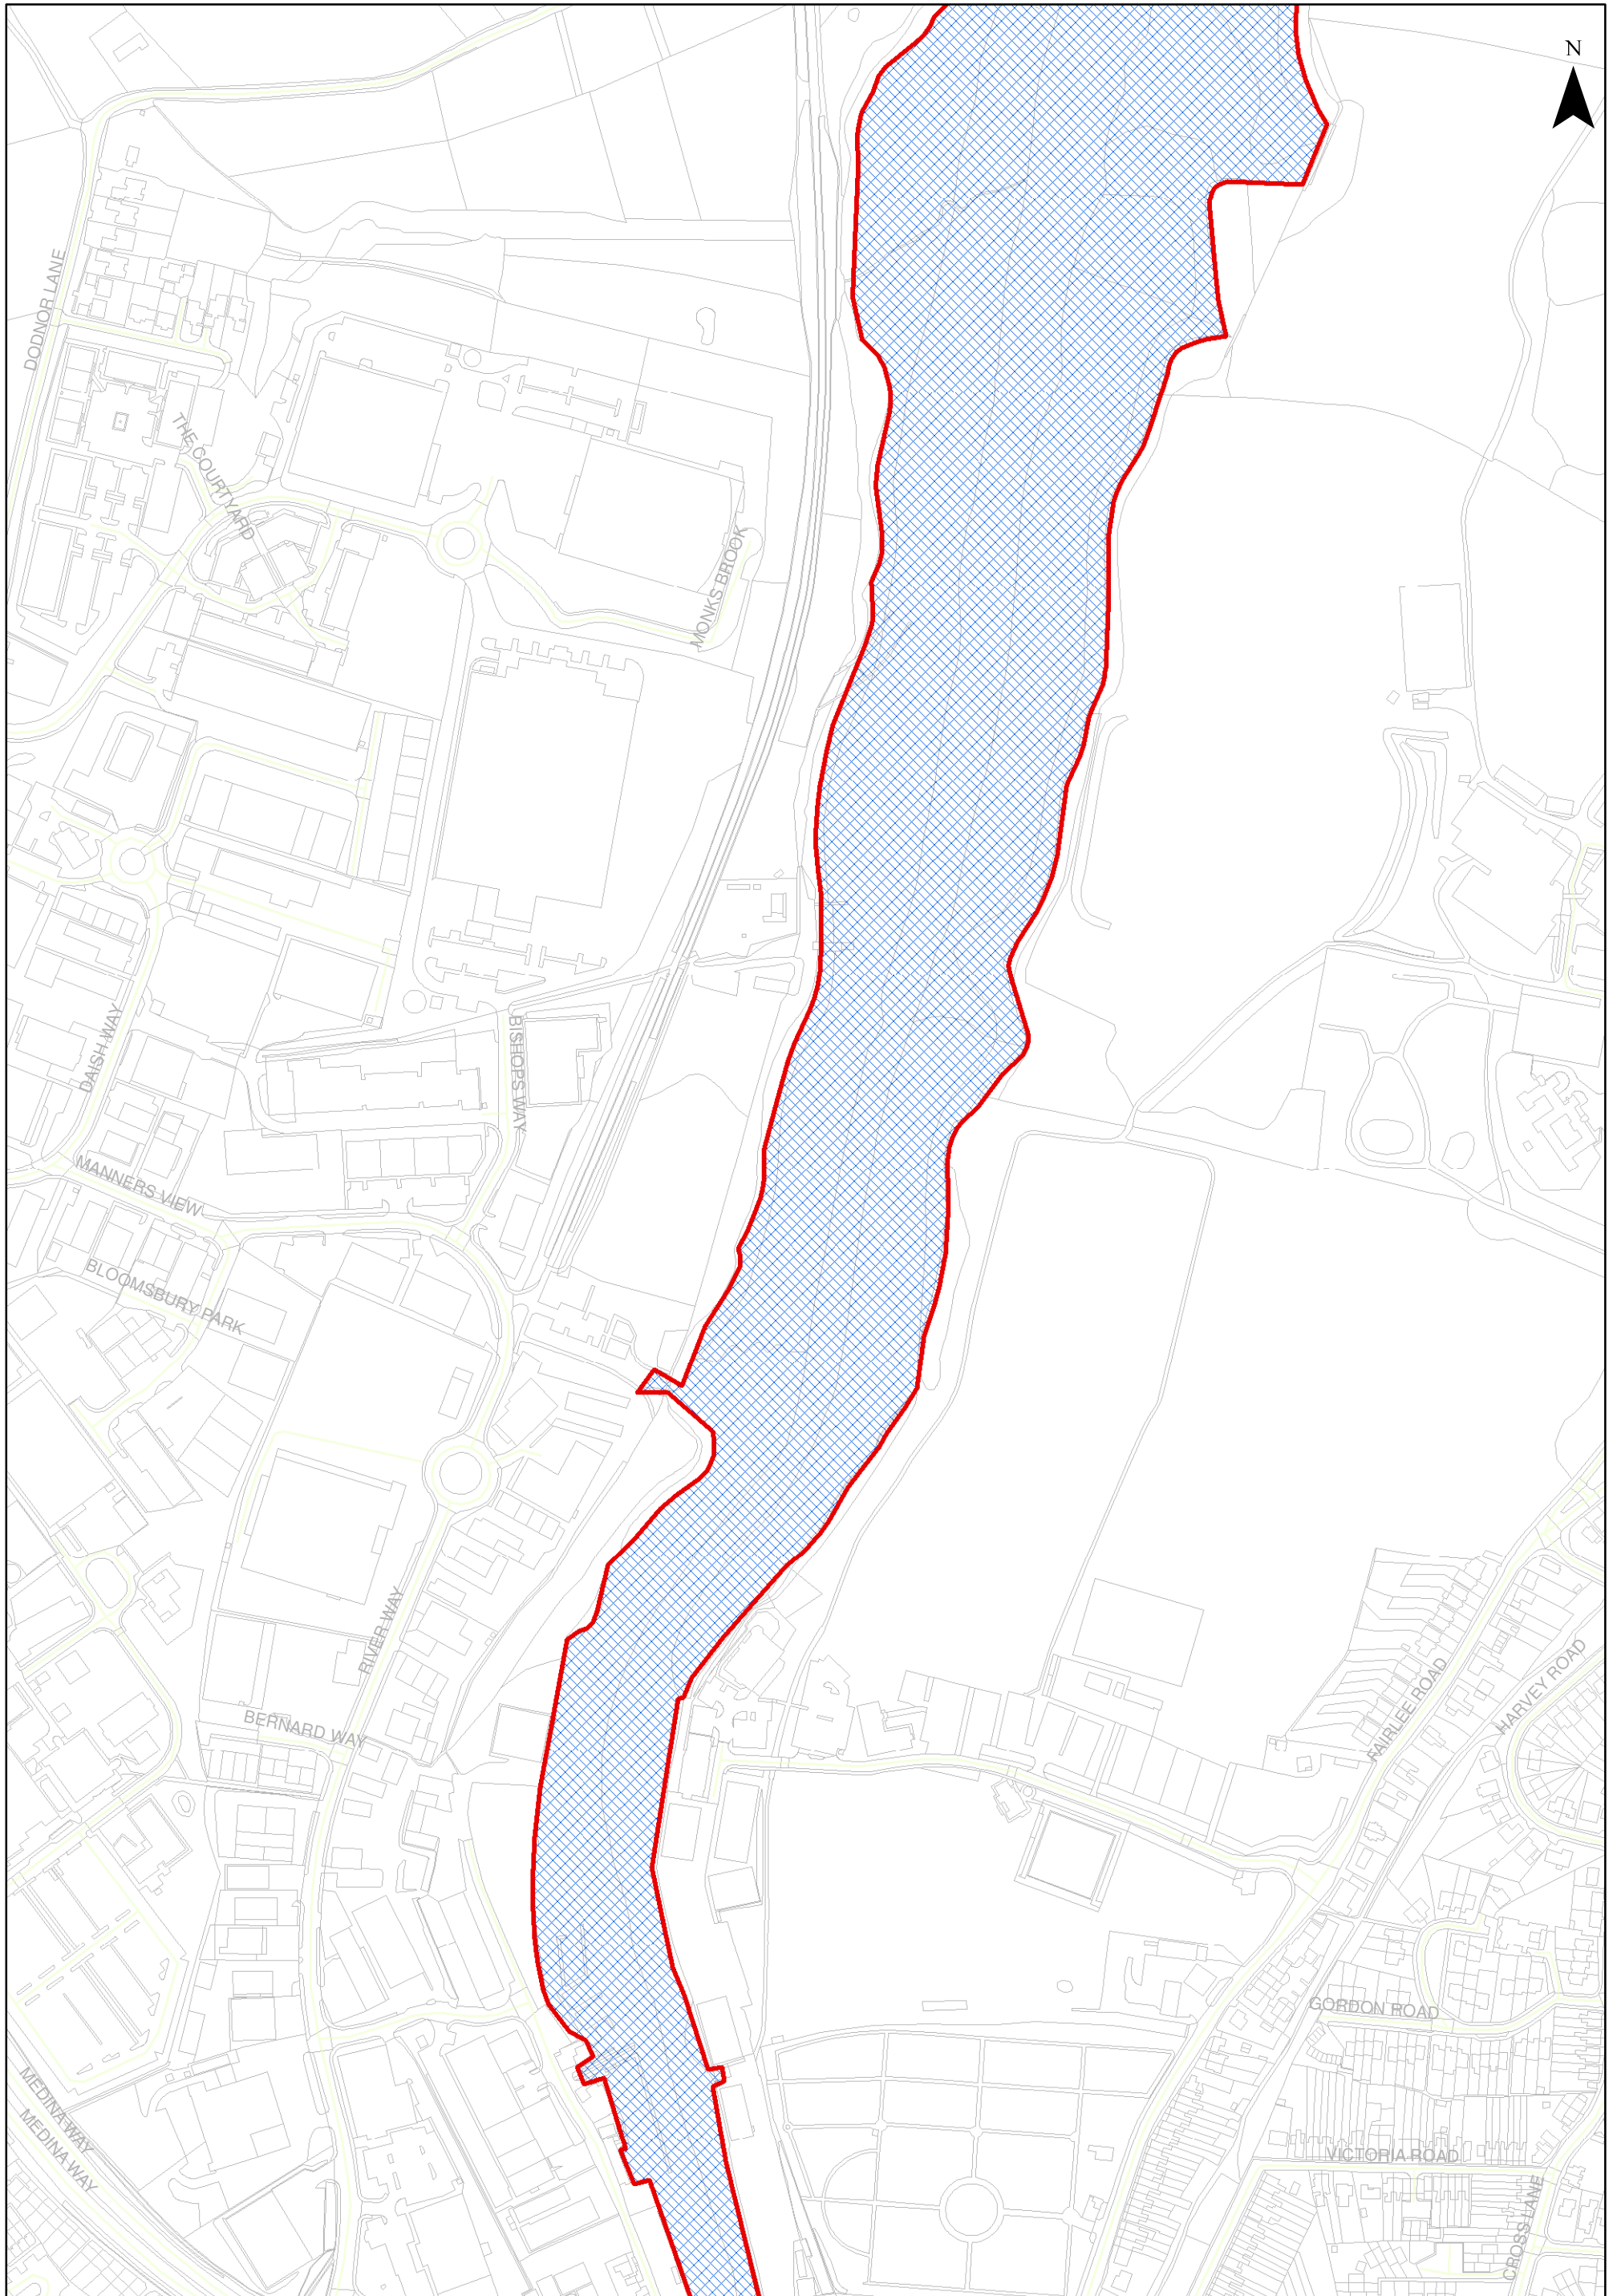 N
DODNOR LANE
THE COURTYARD
MONKS BROOK
DAISH WAY
BISHOPS WAY
MANNERS VIEW
BLOOMSBURY PARK
RIVER WAY
BERNARD WAY
FAIRLEE ROAD
HARVEY ROAD
GORDON ROAD
MEDINA WAY
MEDINA WAY
VICTORIA ROAD
CROSS LANE